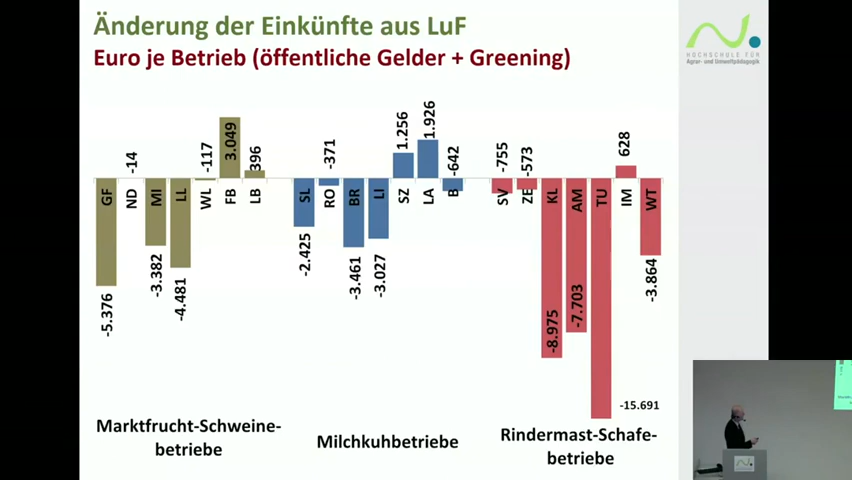 Änderung der Einkünfte aus LuF
Euro je Betrieb (öffentliche Gelder + Greening)
HOCHSCHULE FÜR
Agrar- und Umweltpädagogik
GF
-5.376
ND
-14
MI
-3.382
LL
-4.481
WL
-117
FB
3.049
LB
396
SL
-2.425
RO
-371
BR
-3.461
LI
-3.027
SZ
1.256
LA
1.926
B
-642
SV
-755
ZE
-573
KL
-8.975
AM
-7.703
TU
-15.691
IM
628
WT
-3.864
Marktfrucht-Schweine-
betriebe
Milchkuhbetriebe
Rindermast-Schafe-
betriebe